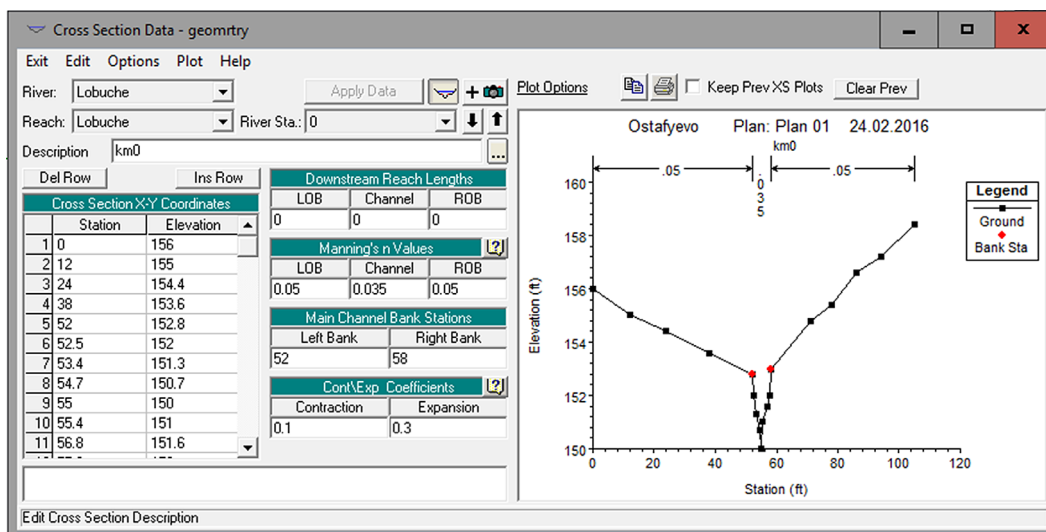 Cross Section Data - geomrtry
Exit Edit Options Plot Help
River: Lobuche Apply Data
Reach: Lobuche River Sta.: 0
Description km0 ...
Del Row Ins Row
Cross Section X-Y Coordinates
Station Elevation
1 0 156
2 12 155
3 24 154.4
4 38 153.6
5 52 152.8
6 52.5 152
7 53.4 151.3
8 54.7 150.7
9 55 150
10 55.4 151
11 56.8 151.6
Downstream Reach Lengths
LOB Channel ROB
0 0 0
Manning's n Values ?
LOB Channel ROB
0.05 0.035 0.05
Main Channel Bank Stations
Left Bank Right Bank
52 58
Cont\Exp Coefficients ?
Contraction Expansion
0.1 0.3
Plot Options Keep Prev XS Plots Clear Prev
Ostafyevo Plan: Plan 01 24.02.2016
km0
.05 .035 .05
160
158
156
154
152
150
Elevation (ft)
0 20 40 60 80 100 120
Station (ft)
Legend
Ground
Bank Sta
Edit Cross Section Description